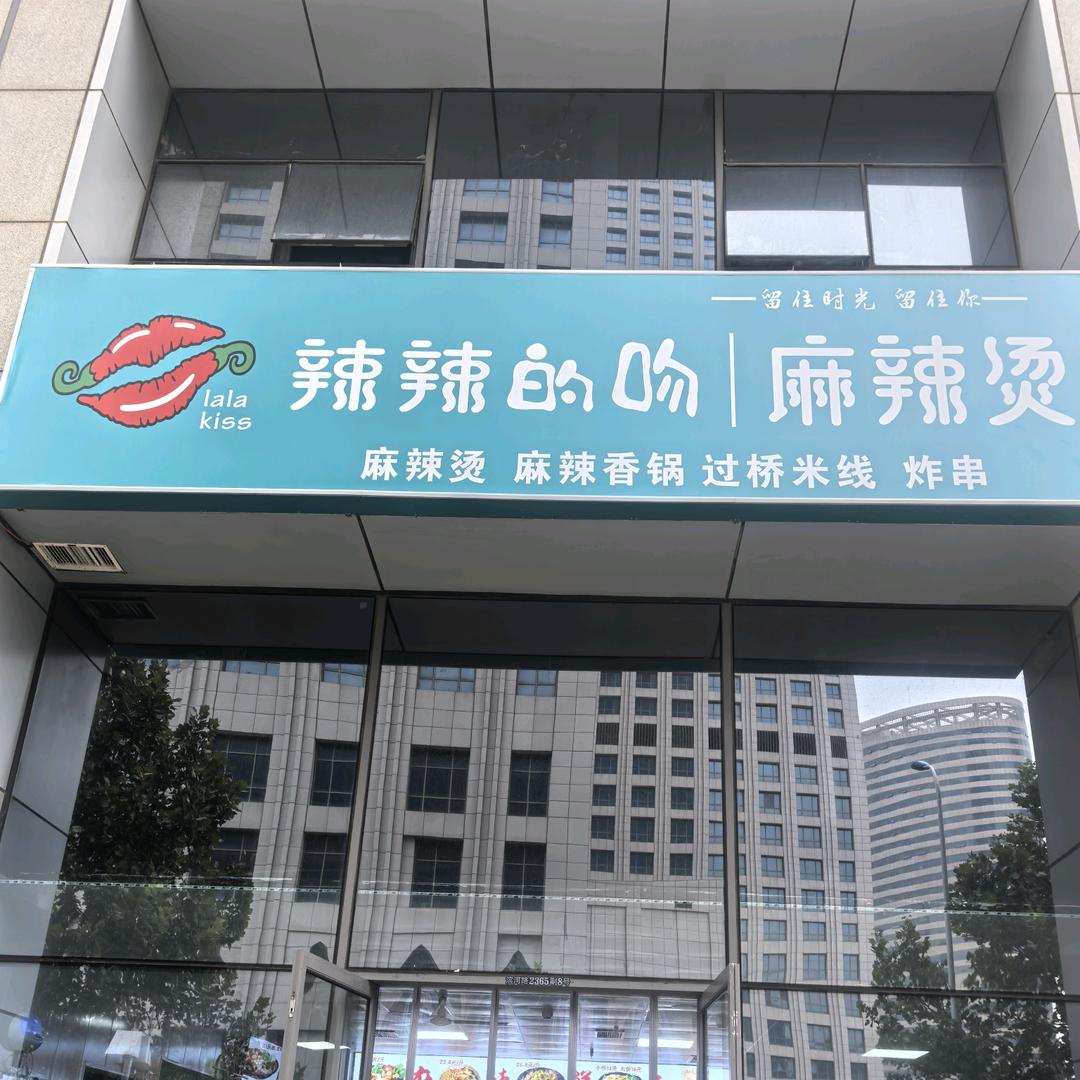 留住时光 留住你
辣辣的吻|麻辣烫
lala
kiss
麻辣烫 麻辣香锅 过桥米线 炸串